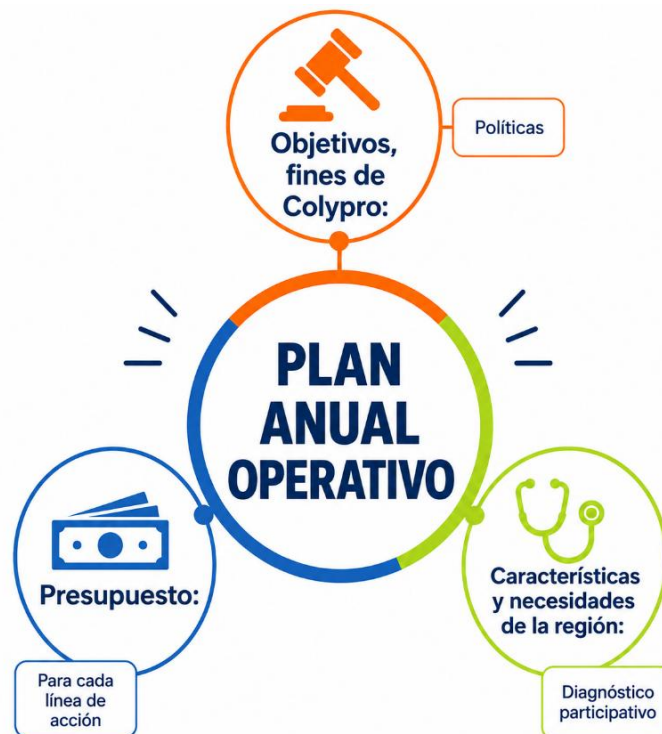 Objetivos,
fines de
Colypro:
Políticas
PLAN
ANUAL
OPERATIVO
Presupuesto:
Para cada
línea de
acción
Características
y necesidades
de la región:
Diagnóstico
participativo